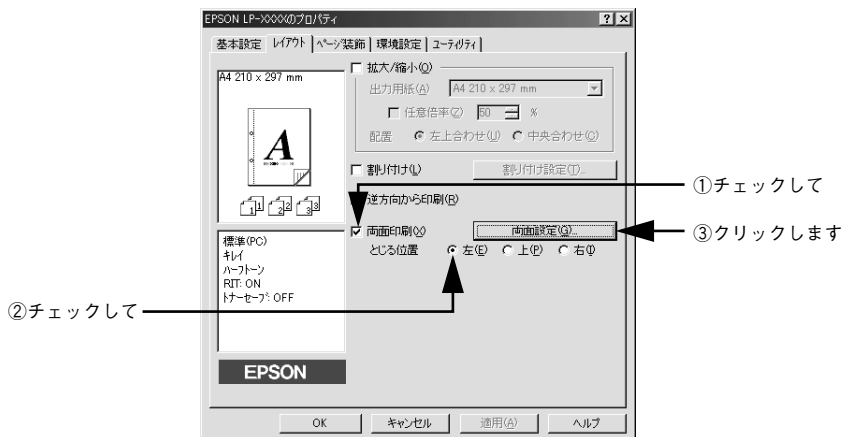 EPSON LP-XXXXのプロパティ
基本設定 レイアウト ページ装飾 環境設定 ユーティリティ
A4 210 x 297 mm
A
1 1 2 2 3 3
標準(PC)
キレイ
ハーフトーン
RIT: ON
トナーセーブ: OFF
EPSON
拡大/縮小(O)
出力用紙(A) A4 210 x 297 mm
任意倍率(Z) 50 %
配置 左上合わせ(U) 中央合わせ(C)
割り付け(L) 割り付け設定(T)...
逆方向から印刷(R)
両面印刷(X) 両面設定(G)...
とじる位置 左(E) 上(P) 右(I)
OK キャンセル 適用(A) ヘルプ
①チェックして
③クリックします
②チェックして